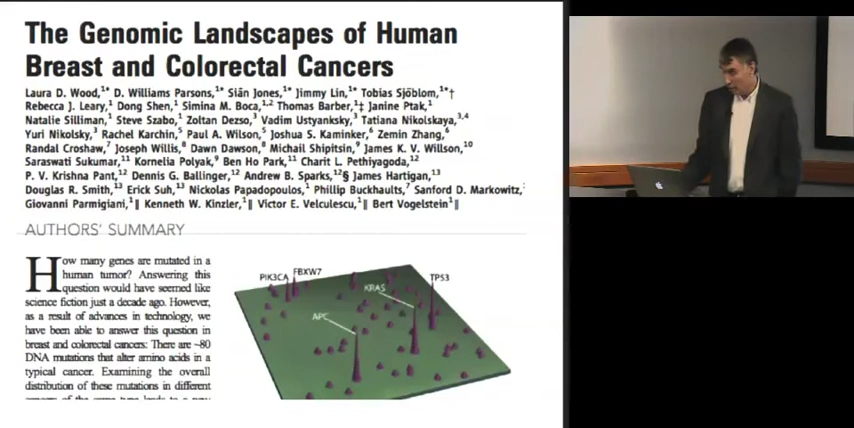 The Genomic Landscapes of Human
Breast and Colorectal Cancers
Laura D. Wood,1* D. Williams Parsons,1* Siân Jones,1* Jimmy Lin,1* Tobias Sjöblom,1*†
Rebecca J. Leary,1 Dong Shen,1 Simina M. Boca,1,2 Thomas Barber,1‡ Janine Ptak,1
Natalie Silliman,1 Steve Szabo,1 Zoltan Dezso,3 Vadim Ustyanksky,3 Tatiana Nikolskaya,3,4
Yuri Nikolsky,3 Rachel Karchin,5 Paul A. Wilson,5 Joshua S. Kaminker,6 Zemin Zhang,6
Randal Croshaw,7 Joseph Willis,8 Dawn Dawson,8 Michail Shipitsin,9 James K. V. Willson,10
Saraswati Sukumar,11 Kornelia Polyak,9 Ben Ho Park,11 Charit L. Pethiyagoda,12
P. V. Krishna Pant,12 Dennis G. Ballinger,12 Andrew B. Sparks,12§ James Hartigan,13
Douglas R. Smith,13 Erick Suh,13 Nickolas Papadopoulos,1 Phillip Buckhaults,7 Sanford D. Markowitz,
Giovanni Parmigiani,1‖ Kenneth W. Kinzler,1‖ Victor E. Velculescu,1‖ Bert Vogelstein1‖
AUTHORS' SUMMARY
How many genes are mutated in a
human tumor? Answering this
question would have seemed like
science fiction just a decade ago. However,
as a result of advances in technology, we
have been able to answer this question in
breast and colorectal cancers: There are ~80
DNA mutations that alter amino acids in a
typical cancer. Examining the overall
distribution of these mutations in different
PIK3CA
FBXW7
TP53
KRAS
APC